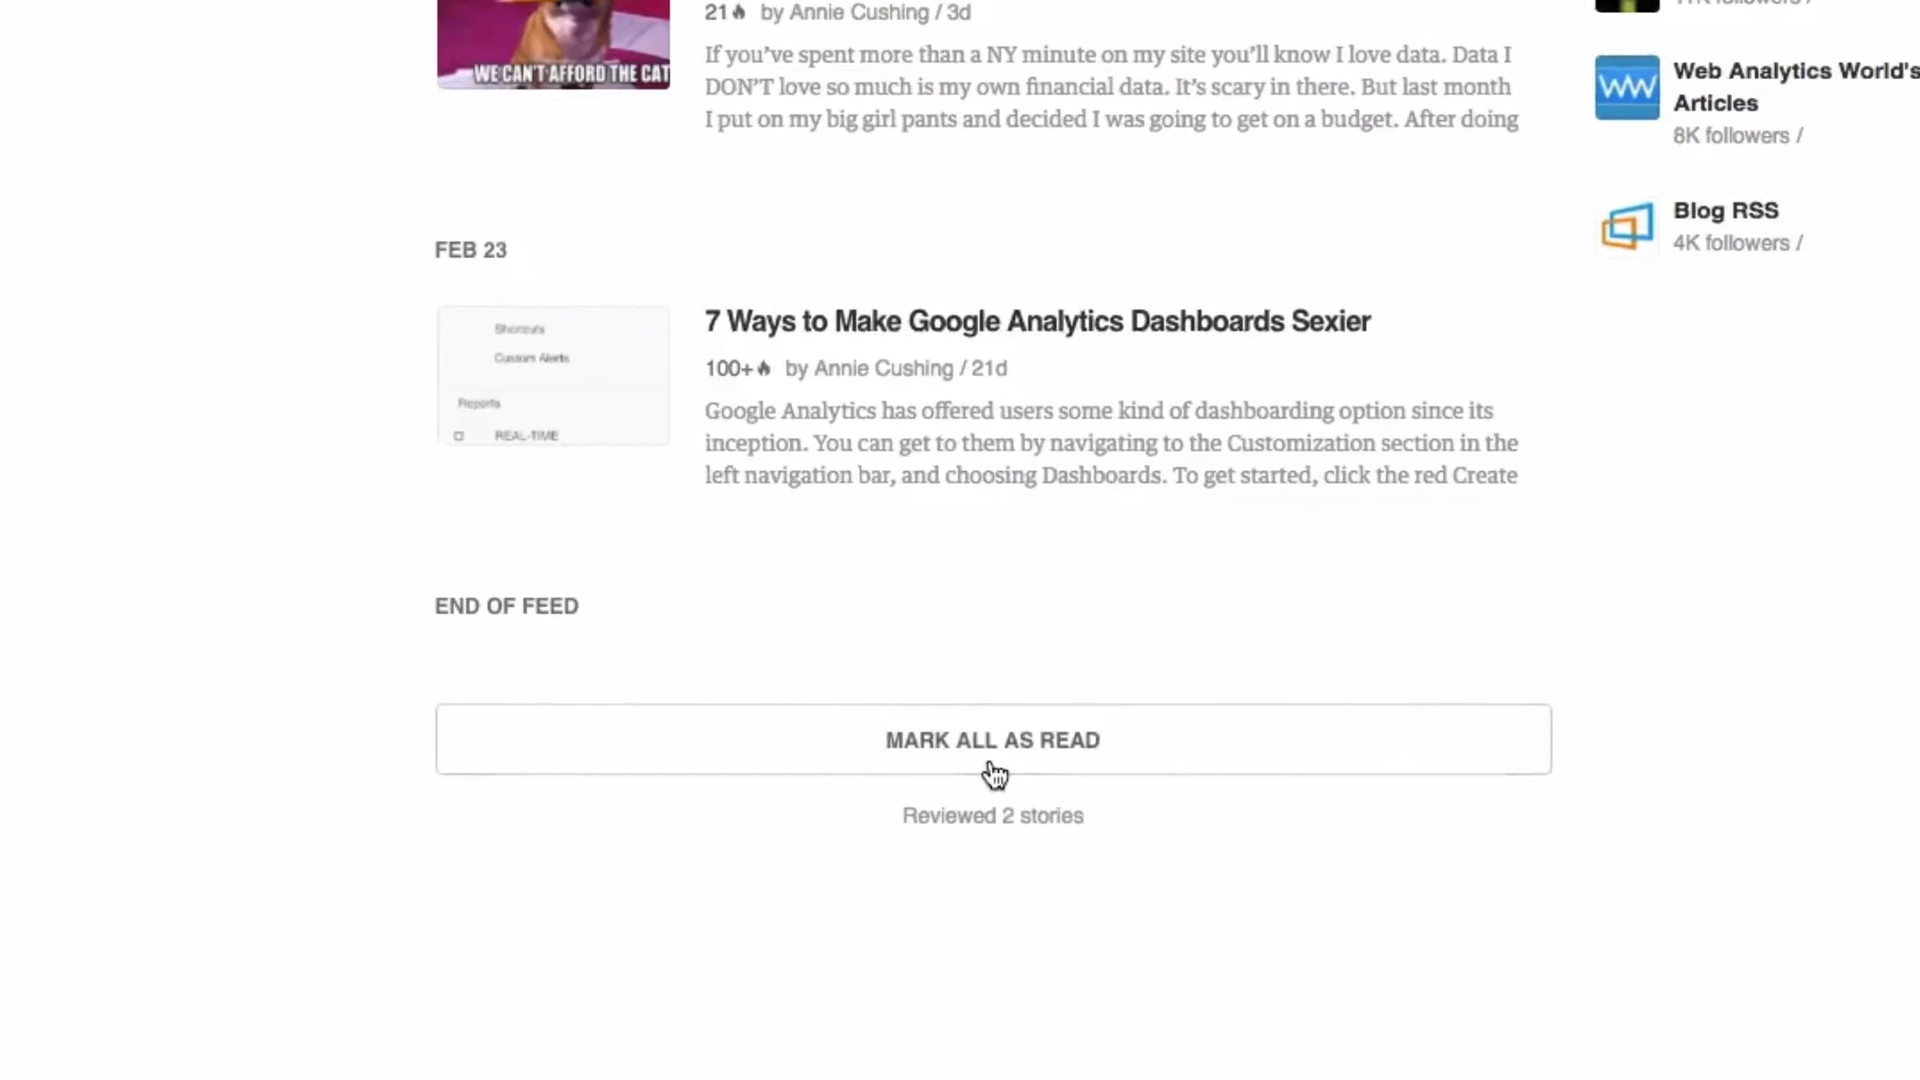 WE CAN'T AFFORD THE CAT
21 by Annie Cushing / 3d
If you've spent more than a NY minute on my site you'll know I love data. Data I
DON'T love so much is my own financial data. It's scary in there. But last month
I put on my big girl pants and decided I was going to get on a budget. After doing
FEB 23
Shortcuts
Custom Alerts
Reports
REAL-TIME
7 Ways to Make Google Analytics Dashboards Sexier
100+ by Annie Cushing / 21d
Google Analytics has offered users some kind of dashboarding option since its
inception. You can get to them by navigating to the Customization section in the
left navigation bar, and choosing Dashboards. To get started, click the red Create
END OF FEED
MARK ALL AS READ
Reviewed 2 stories
followers /
Web Analytics World's
Articles
8K followers /
Blog RSS
4K followers /